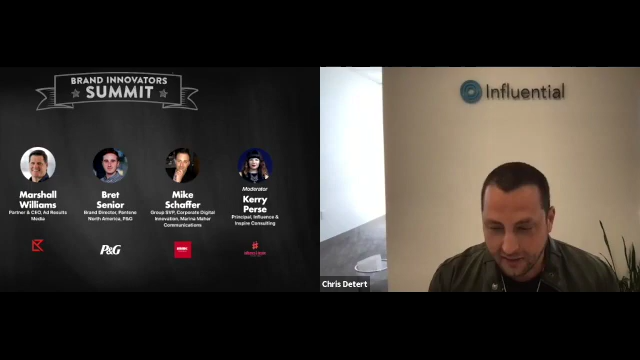 BRAND INNOVATORS
SUMMIT
Marshall
Williams
Partner & CEO, Ad Results
Media
Bret
Senior
Brand Director, Pantene
North America, P&G
Mike
Schaffer
Group SVP, Corporate Digital
Innovation, Marina Maher
Communications
Moderator
Kerry
Perse
Principal, Influence &
Inspire Consulting
P&G
Influential
Chris Detert